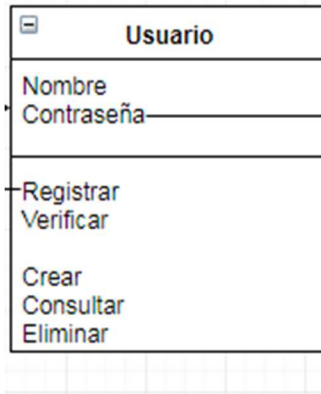 Usuario
Nombre
Contraseña
Registrar
Verificar
Crear
Consultar
Eliminar